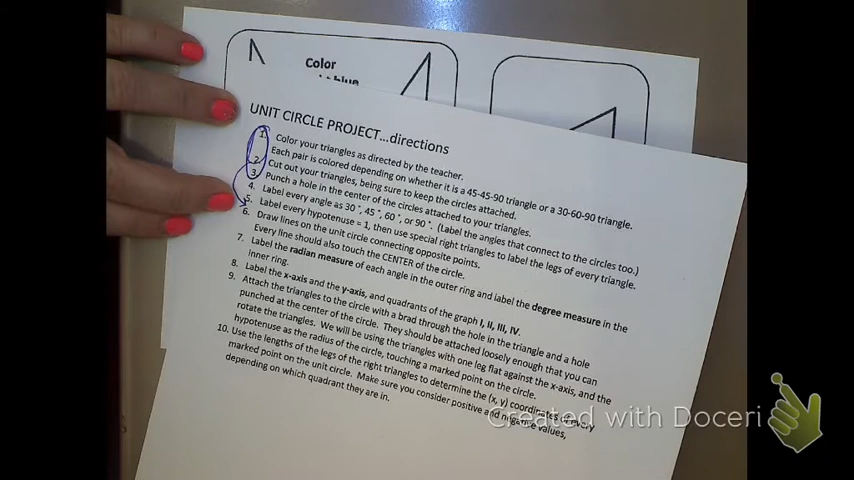 Color
blue
UNIT CIRCLE PROJECT...directions
1. Color your triangles as directed by the teacher.
Each pair is colored depending on whether it is a 45-45-90 triangle or a 30-60-90 triangle.
2. Cut out your triangles, being sure to keep the circles attached.
3. Punch a hole in the center of the circles attached to your triangles.
4. Label every angle as 30°, 45°, 60°, or 90°. (Label the angles that connect to the circles too.)
5. Label every hypotenuse = 1, then use special right triangles to label the legs of every triangle.
6. Draw lines on the unit circle connecting opposite points.
Every line should also touch the CENTER of the circle.
7. Label the radian measure of each angle in the outer ring and label the degree measure in the
inner ring.
8. Label the x-axis and the y-axis, and quadrants of the graph I, II, III, IV.
9. Attach the triangles to the circle with a brad through the hole in the triangle and a hole
punched at the center of the circle. They should be attached loosely enough that you can
rotate the triangles. We will be using the triangles with one leg flat against the x-axis, and the
hypotenuse as the radius of the circle, touching a marked point on the circle.
10. Use the lengths of the legs of the right triangles to determine the (x, y) coordinates of every
marked point on the unit circle. Make sure you consider positive and negative values,
depending on which quadrant they are in.
Created with Doceri